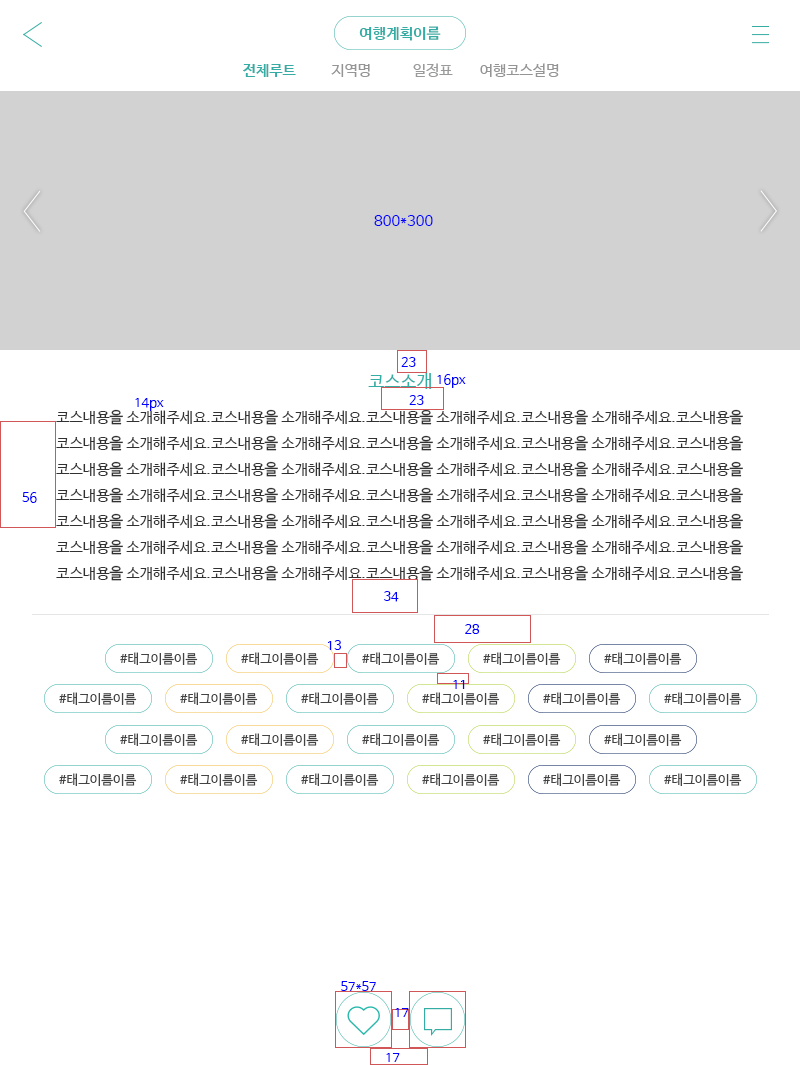 여행계획이름
전체루트 지역명 일정표 여행코스설명
800*300
23
코스소개 16px
23
14px
코스내용을 소개해주세요.코스내용을 소개해주세요.코스내용을 소개해주세요.코스내용을 소개해주세요.코스내용을
코스내용을 소개해주세요.코스내용을 소개해주세요.코스내용을 소개해주세요.코스내용을 소개해주세요.코스내용을
코스내용을 소개해주세요.코스내용을 소개해주세요.코스내용을 소개해주세요.코스내용을 소개해주세요.코스내용을
56 코스내용을 소개해주세요.코스내용을 소개해주세요.코스내용을 소개해주세요.코스내용을 소개해주세요.코스내용을
코스내용을 소개해주세요.코스내용을 소개해주세요.코스내용을 소개해주세요.코스내용을 소개해주세요.코스내용을
코스내용을 소개해주세요.코스내용을 소개해주세요.코스내용을 소개해주세요.코스내용을 소개해주세요.코스내용을
코스내용을 소개해주세요.코스내용을 소개해주세요.코스내용을 소개해주세요.코스내용을 소개해주세요.코스내용을
34
28
13
#태그이름이름 #태그이름이름 #태그이름이름 #태그이름이름 #태그이름이름
11
#태그이름이름 #태그이름이름 #태그이름이름 #태그이름이름 #태그이름이름 #태그이름이름
#태그이름이름 #태그이름이름 #태그이름이름 #태그이름이름 #태그이름이름
#태그이름이름 #태그이름이름 #태그이름이름 #태그이름이름 #태그이름이름 #태그이름이름
57*57
17
17